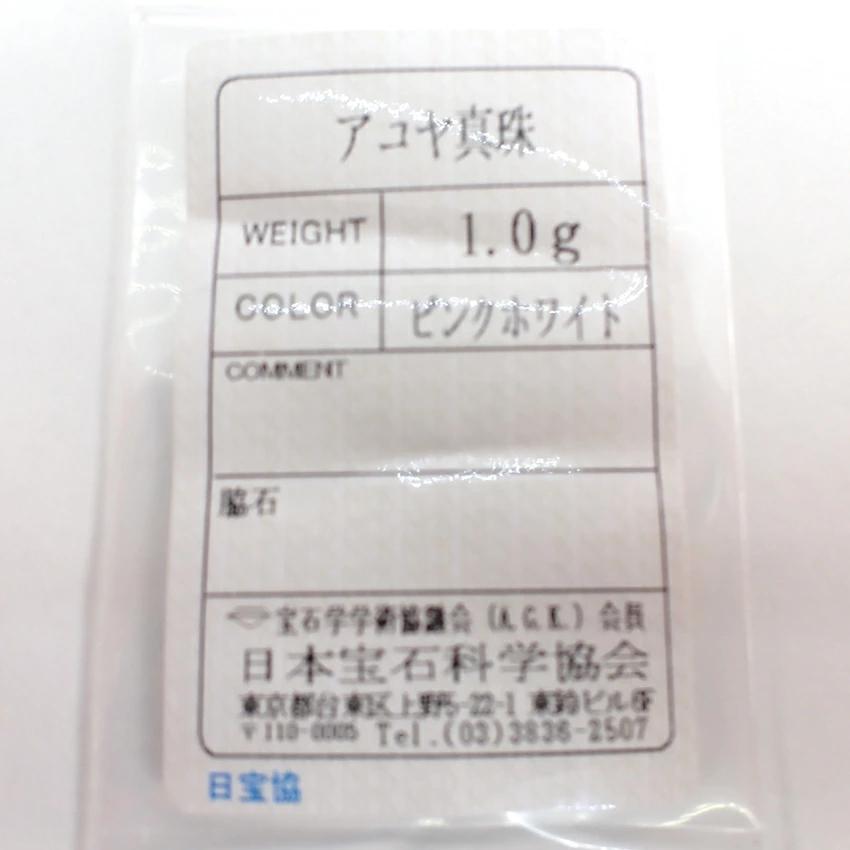 アコヤ真珠
WEIGHT 1.0g
COLOR ピンクホワイト
COMMENT
脇石
宝石学学術協議会 (A.G.K.) 会員
日本宝石科学協会
東京都台東区上野5-22-1 東鈴ビル
〒110-0005 Tel.(03)3836-2507
日宝協